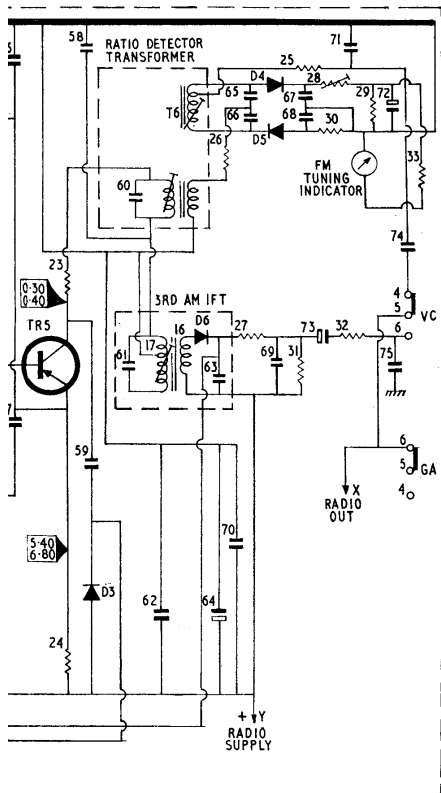 58
71
RATIO DETECTOR
TRANSFORMER
25
D4
28
T6
65
67
29
72
66
68
30
26
D5
33
FM
TUNING
INDICATOR
60
74
23
0·30
0·40
4
5
VC
6
3RD AM IFT
TR5
D6
27
73
32
61
17
16
63
69
31
75
59
6
5
GA
4
X
RADIO
OUT
70
5·40
6·80
D3
62
64
24
+ Y
RADIO
SUPPLY